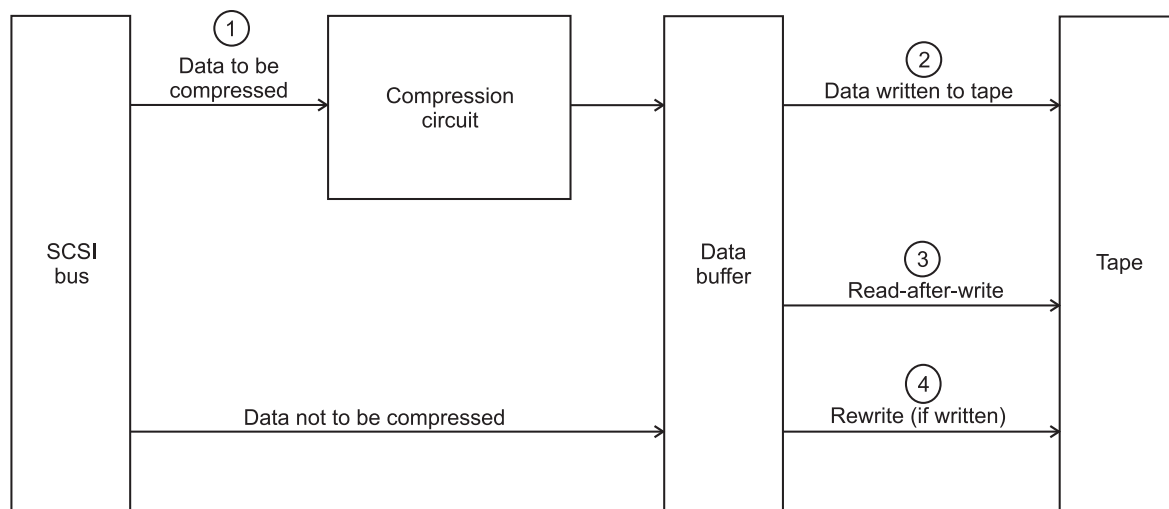 1
Data to be
compressed
Compression
circuit
2
Data written to tape
SCSI
bus
Data
buffer
3
Read-after-write
Tape
4
Data not to be compressed
Rewrite (if written)